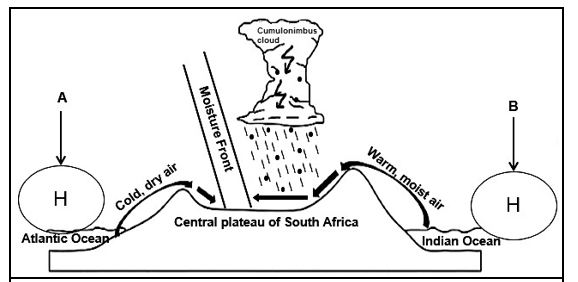 Cumulonimbus
cloud
A
B
Moisture Front
Cold, dry air
Warm, moist air
H
H
Central plateau of South Africa
Atlantic Ocean
Indian Ocean